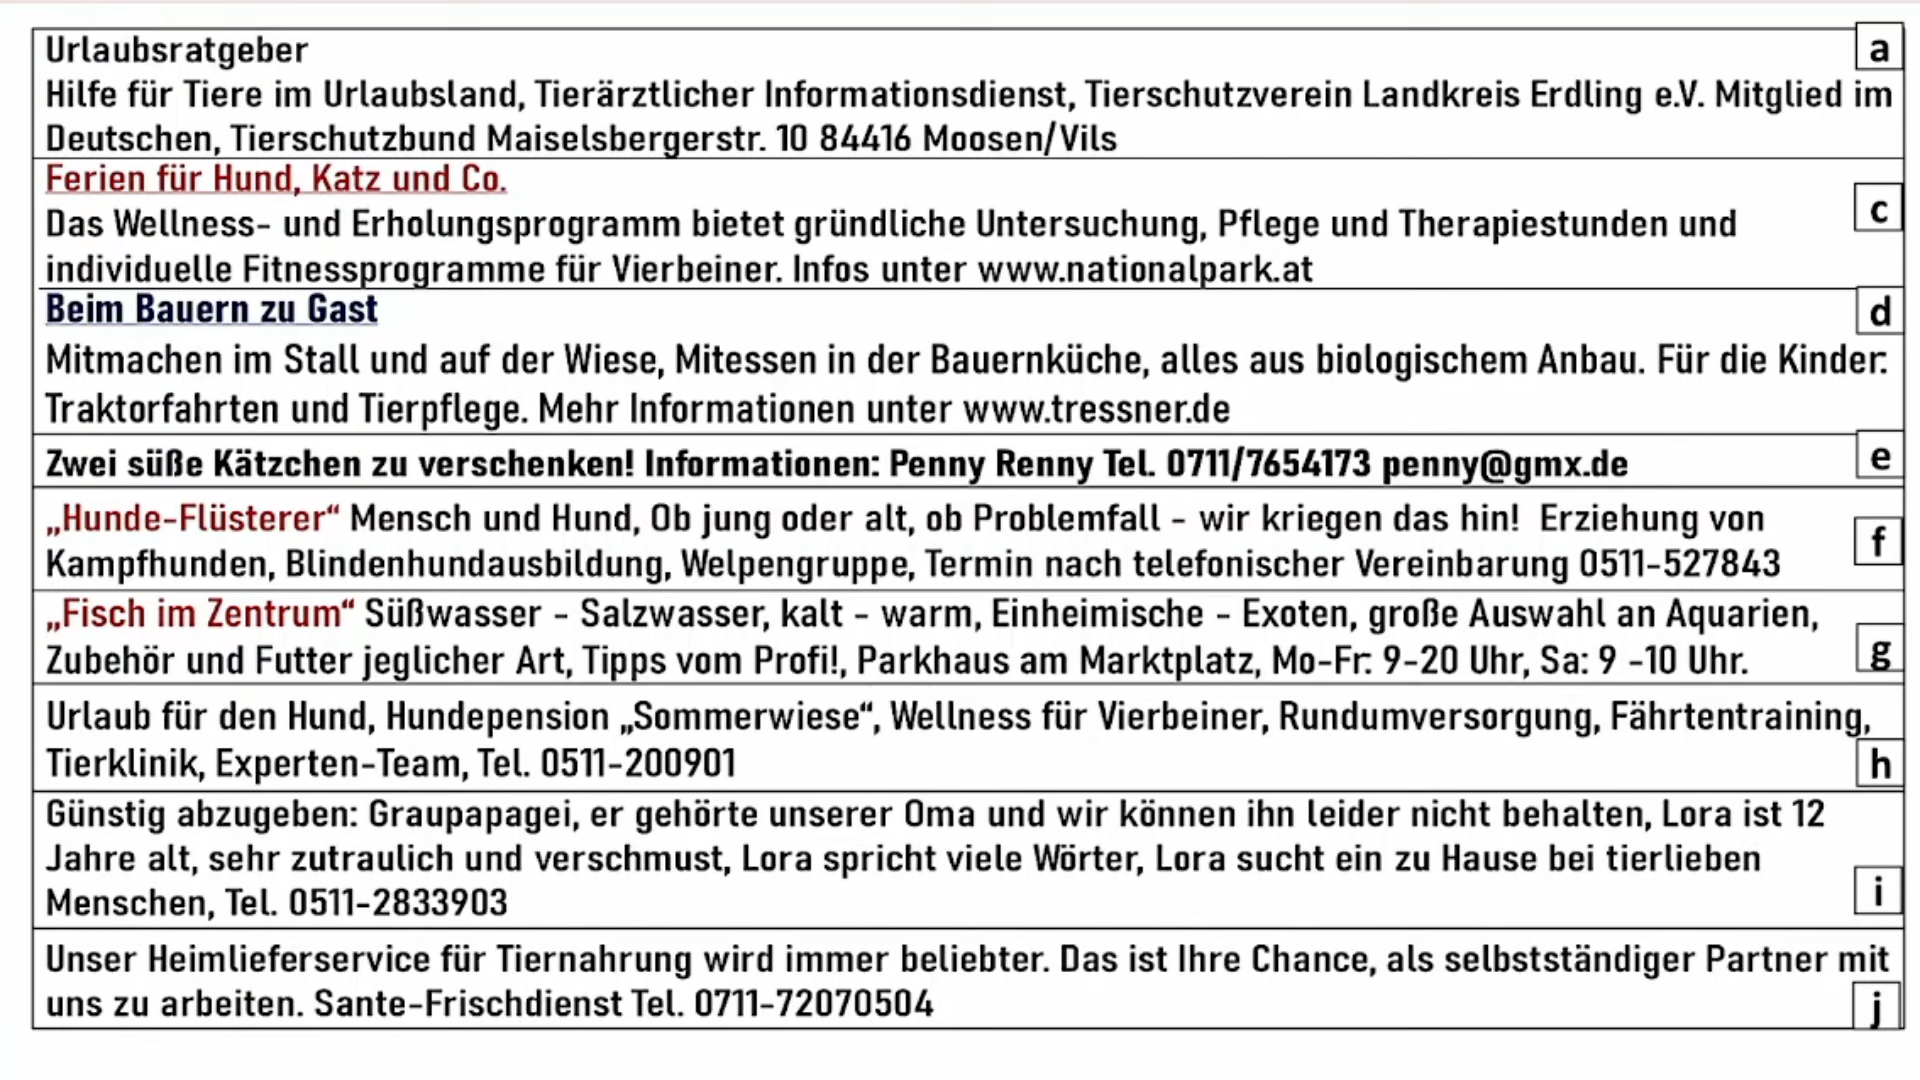 Urlaubsratgeber
a
Hilfe für Tiere im Urlaubsland, Tierärztlicher Informationsdienst, Tierschutzverein Landkreis Erdling e.V. Mitglied im
Deutschen, Tierschutzbund Maiselsbergerstr. 10 84416 Moosen/Vils
Ferien für Hund, Katz und Co.
c
Das Wellness- und Erholungsprogramm bietet gründliche Untersuchung, Pflege und Therapiestunden und
individuelle Fitnessprogramme für Vierbeiner. Infos unter www.nationalpark.at
Beim Bauern zu Gast
d
Mitmachen im Stall und auf der Wiese, Mitessen in der Bauernküche, alles aus biologischem Anbau. Für die Kinder:
Traktorfahrten und Tierpflege. Mehr Informationen unter www.tressner.de
Zwei süße Kätzchen zu verschenken! Informationen: Penny Renny Tel. 0711/7654173 penny@gmx.de
e
„Hunde-Flüsterer“ Mensch und Hund, Ob jung oder alt, ob Problemfall - wir kriegen das hin! Erziehung von
f
Kampfhunden, Blindenhundausbildung, Welpengruppe, Termin nach telefonischer Vereinbarung 0511-527843
„Fisch im Zentrum“ Süßwasser - Salzwasser, kalt - warm, Einheimische - Exoten, große Auswahl an Aquarien,
Zubehör und Futter jeglicher Art, Tipps vom Profi!, Parkhaus am Marktplatz, Mo-Fr: 9-20 Uhr, Sa: 9 -10 Uhr.
g
Urlaub für den Hund, Hundepension „Sommerwiese“, Wellness für Vierbeiner, Rundumversorgung, Fährtentraining,
Tierklinik, Experten-Team, Tel. 0511-200901
h
Günstig abzugeben: Graupapagei, er gehörte unserer Oma und wir können ihn leider nicht behalten, Lora ist 12
Jahre alt, sehr zutraulich und verschmust, Lora spricht viele Wörter, Lora sucht ein zu Hause bei tierlieben
Menschen, Tel. 0511-2833903
i
Unser Heimlieferservice für Tiernahrung wird immer beliebter. Das ist Ihre Chance, als selbstständiger Partner mit
uns zu arbeiten. Sante-Frischdienst Tel. 0711-72070504
j